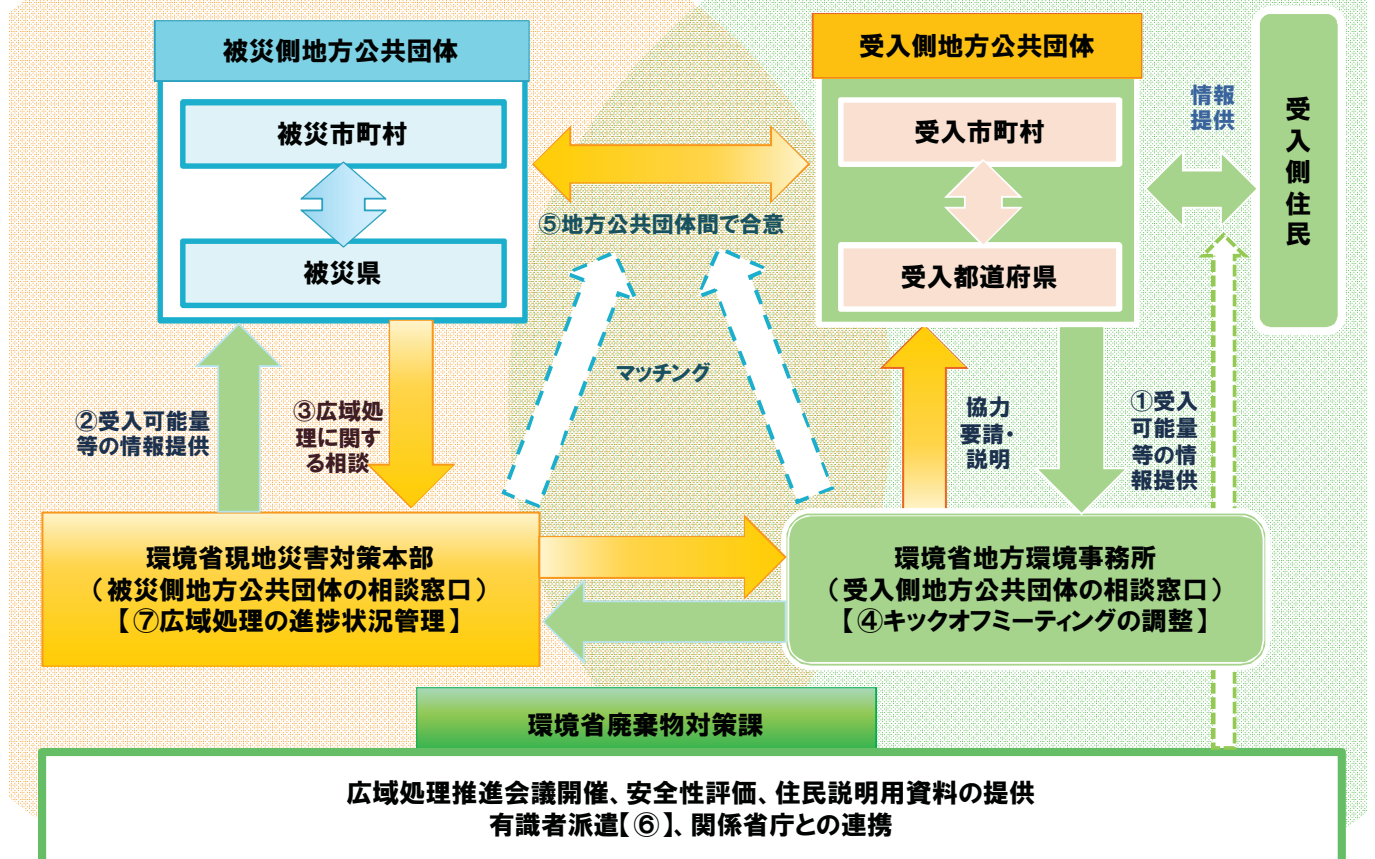 被災側地方公共団体
被災市町村
被災県
受入側地方公共団体
受入市町村
受入都道府県
情報
提供
受入側住民
⑤地方公共団体間で合意
マッチング
②受入可能量
等の情報提供
③広域処
理に関す
る相談
協力
要請・
説明
①受入
可能量
等の情
報提供
環境省現地災害対策本部
（被災側地方公共団体の相談窓口）
【⑦広域処理の進捗状況管理】
環境省地方環境事務所
（受入側地方公共団体の相談窓口）
【④キックオフミーティングの調整】
環境省廃棄物対策課
広域処理推進会議開催、安全性評価、住民説明用資料の提供
有識者派遣【⑥】、関係省庁との連携